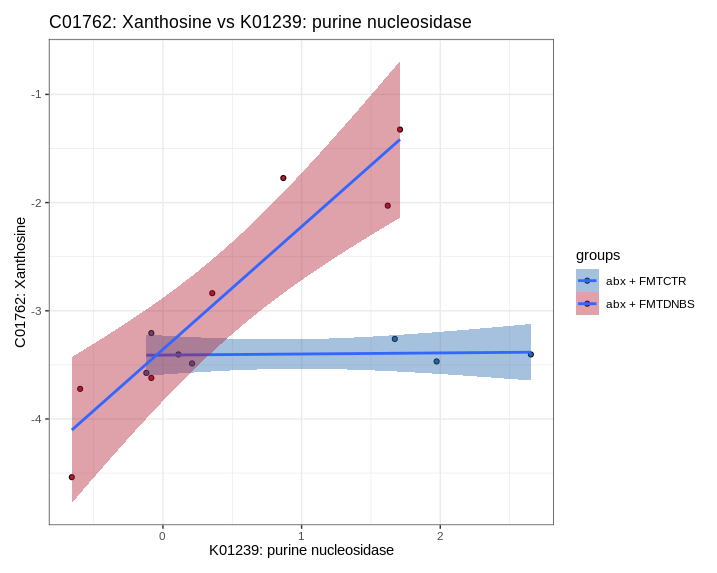 C01762: Xanthosine vs K01239: purine nucleosidase
-1
-2
-3
-4
C01762: Xanthosine
0
1
2
K01239: purine nucleosidase
groups
abx + FMTCTR
abx + FMTDNBS